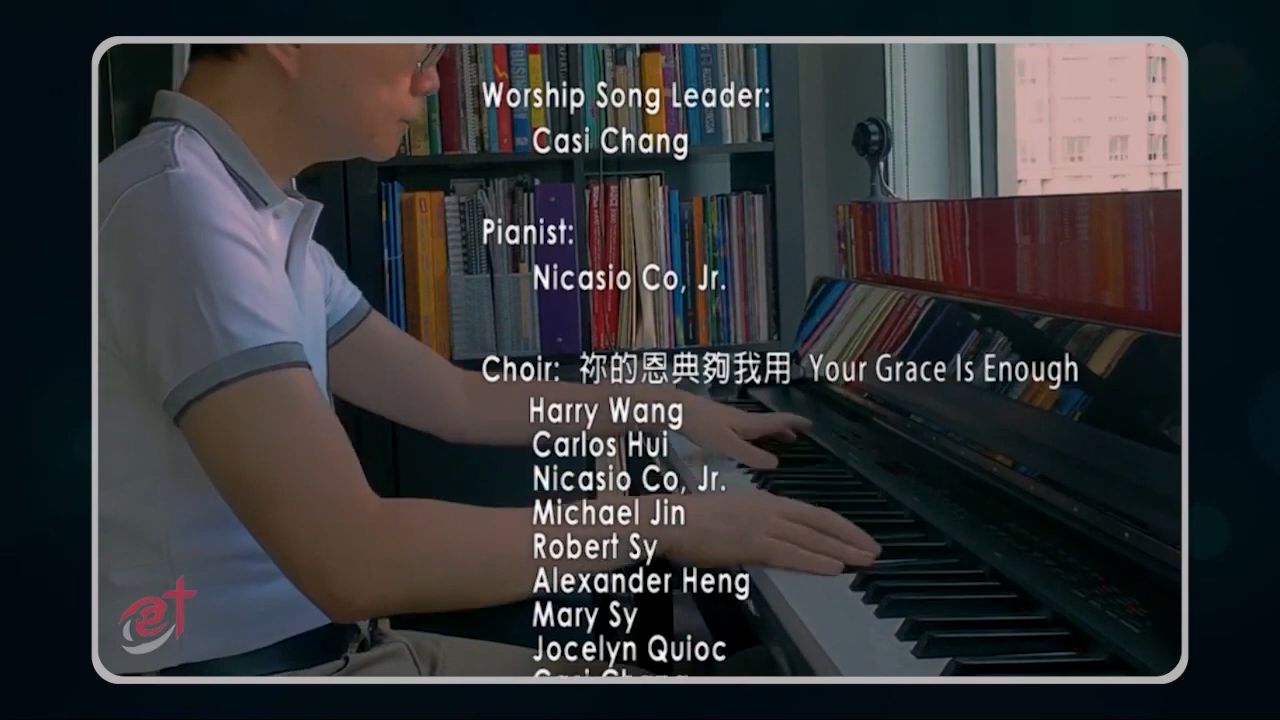 Worship Song Leader:
Casi Chang
Pianist:
Nicasio Co, Jr.
Choir: 祢的恩典夠我用 Your Grace Is Enough
Harry Wang
Carlos Hui
Nicasio Co, Jr.
Michael Jin
Robert Sy
Alexander Heng
Mary Sy
Jocelyn Quioc
Casi Chang